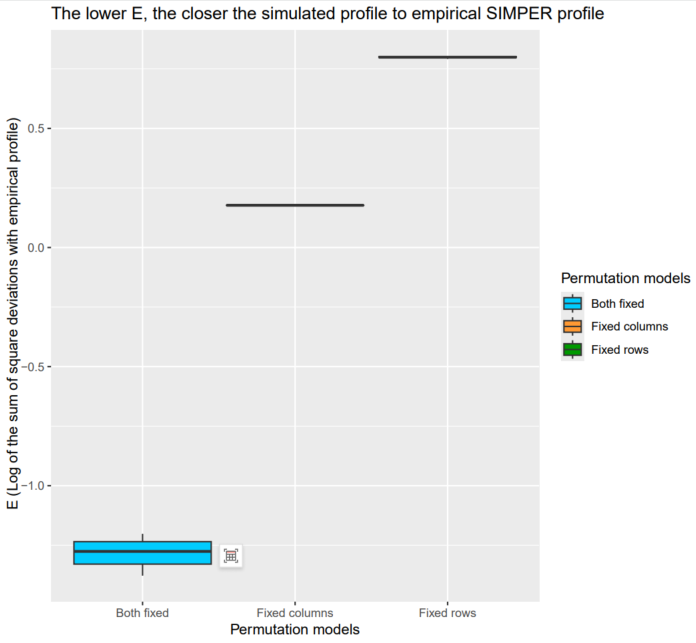 The lower E, the closer the simulated profile to empirical SIMPER profile
E (Log of the sum of square deviations with empirical profile)
0.5
0.0
−0.5
−1.0
Both fixed
Fixed columns
Fixed rows
Permutation models
Permutation models
Both fixed
Fixed columns
Fixed rows